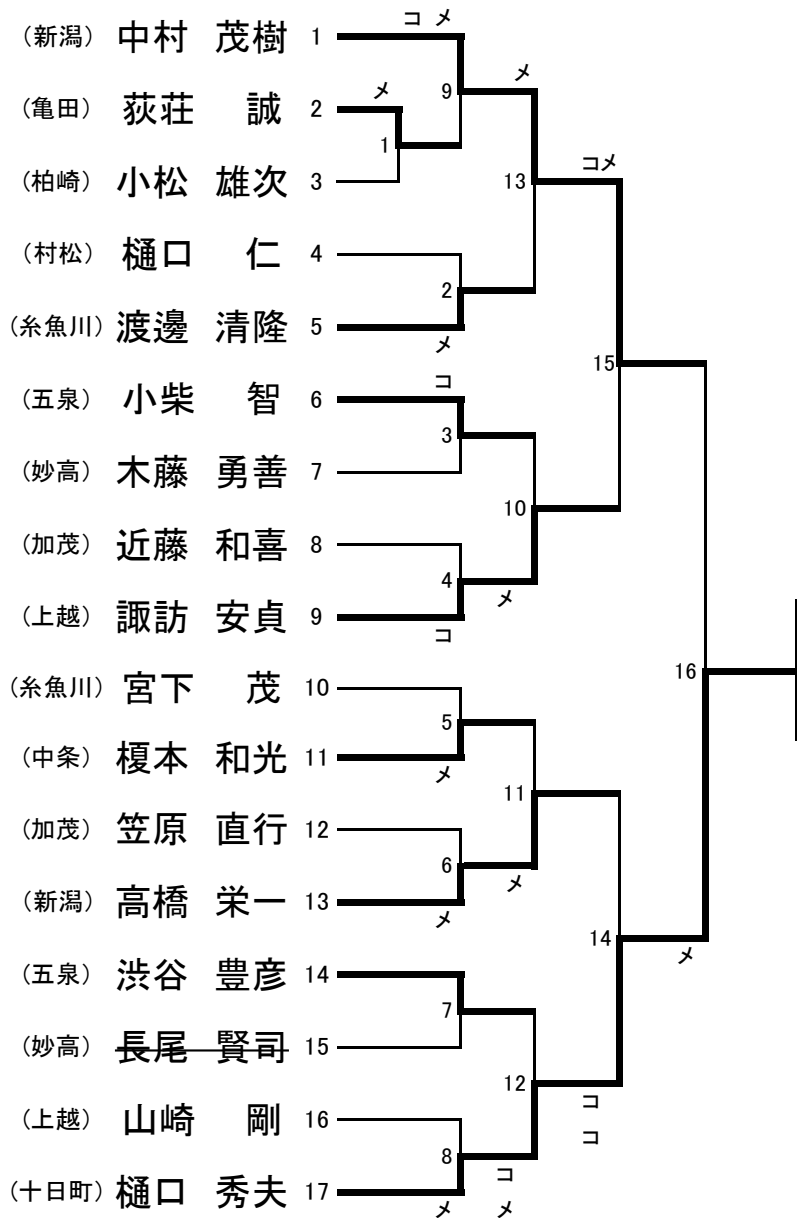 コ メ
(新潟) 中村 茂樹 1
メ
9
メ
(亀田) 荻荘 誠 2
1
コメ
(柏崎) 小松 雄次 3
13
(村松) 樋口 仁 4
2
(糸魚川) 渡邊 清隆 5
メ
15
コ
(五泉) 小柴 智 6
3
(妙高) 木藤 勇善 7
10
(加茂) 近藤 和喜 8
4
メ
(上越) 諏訪 安貞 9
コ
16
(糸魚川) 宮下 茂 10
5
(中条) 榎本 和光 11
メ
11
(加茂) 笠原 直行 12
6
メ
(新潟) 高橋 栄一 13
メ
14
メ
(五泉) 渋谷 豊彦 14
7
(妙高) 長尾 賢司 15
12
コ
コ
(上越) 山崎 剛 16
8
コ
メ
(十日町) 樋口 秀夫 17
メ